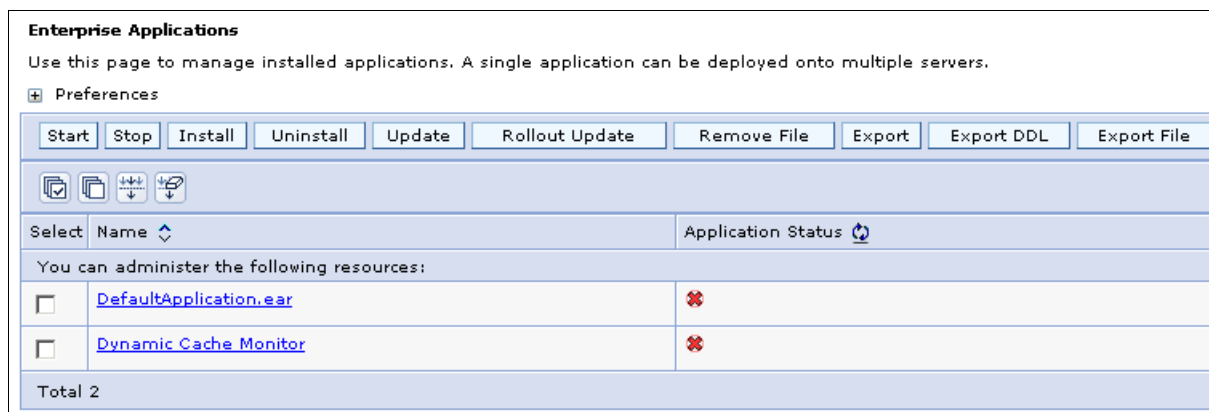 Enterprise Applications
Use this page to manage installed applications. A single application can be deployed onto multiple servers.
Preferences
Start Stop Install Uninstall Update Rollout Update Remove File Export Export DDL Export File
Select Name Application Status
You can administer the following resources:
DefaultApplication.ear
Dynamic Cache Monitor
Total 2